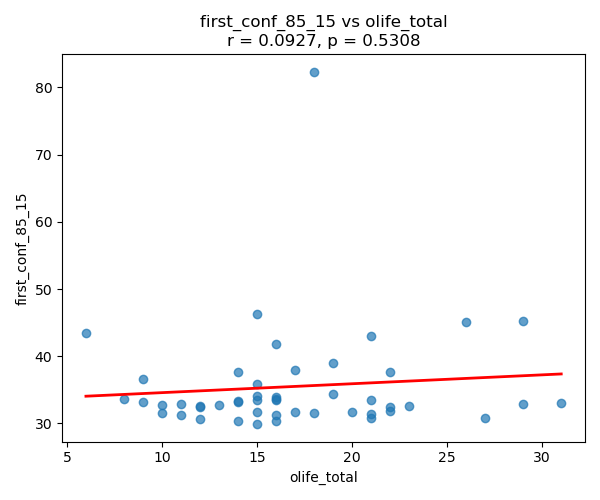 first_conf_85_15 vs olife_total
r = 0.0927, p = 0.5308
80
70
60
50
40
30
first_conf_85_15
5 10 15 20 25 30
olife_total